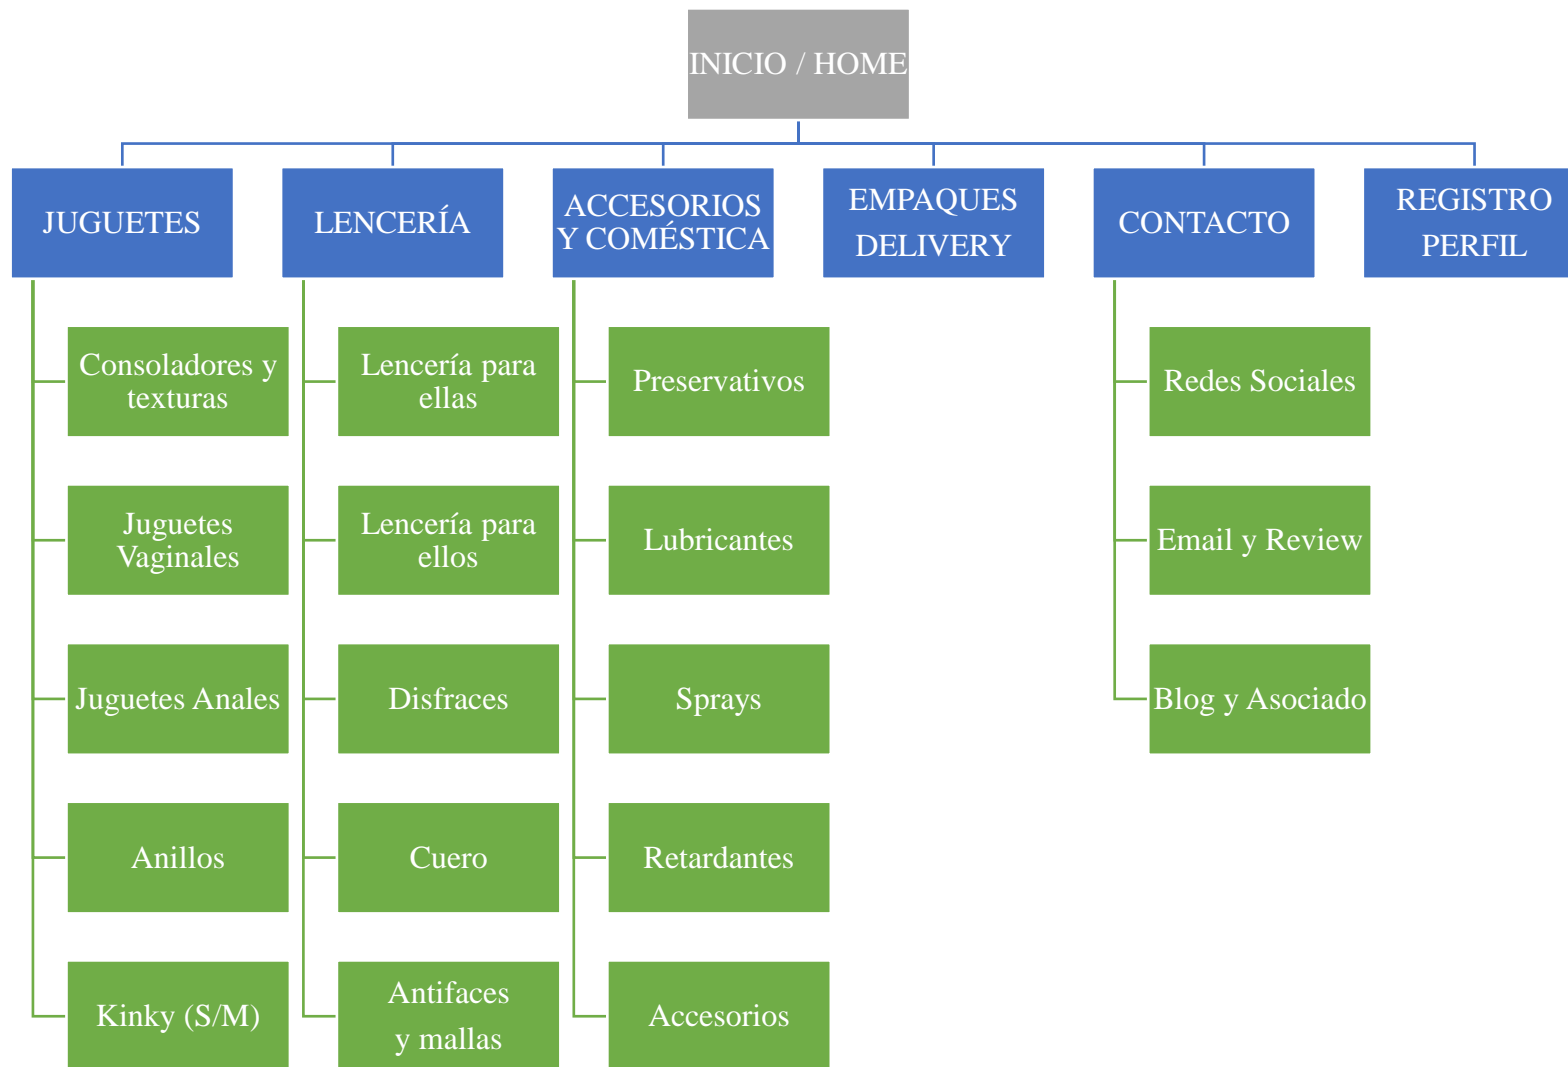 INICIO / HOME
JUGUETES
LENCERÍA
ACCESORIOS
Y COMÉSTICA
EMPAQUES
DELIVERY
CONTACTO
REGISTRO
PERFIL
Consoladores y
texturas
Juguetes
Vaginales
Juguetes Anales
Anillos
Kinky (S/M)
Lencería para
ellas
Lencería para
ellos
Disfraces
Cuero
Antifaces
y mallas
Preservativos
Lubricantes
Sprays
Retardantes
Accesorios
Redes Sociales
Email y Review
Blog y Asociado